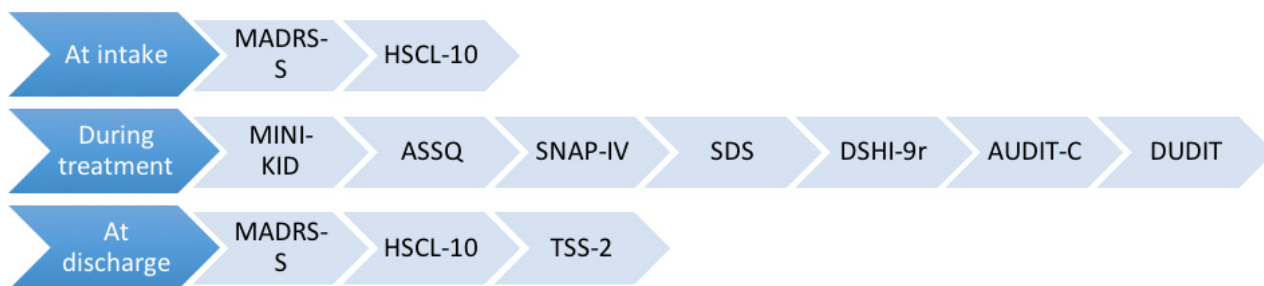 At intake
MADRS-
S
HSCL-10
During
treatment
MINI-
KID
ASSQ
SNAP-IV
SDS
DSHI-9r
AUDIT-C
DUDIT
At
discharge
MADRS-
S
HSCL-10
TSS-2